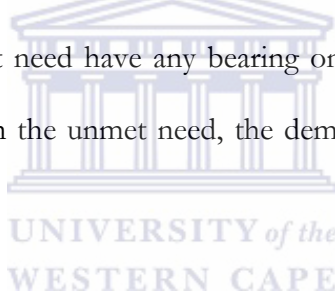 t need have any bearing on
n the unmet need, the dem
UNIVERSITY of the
WESTERN CAPE